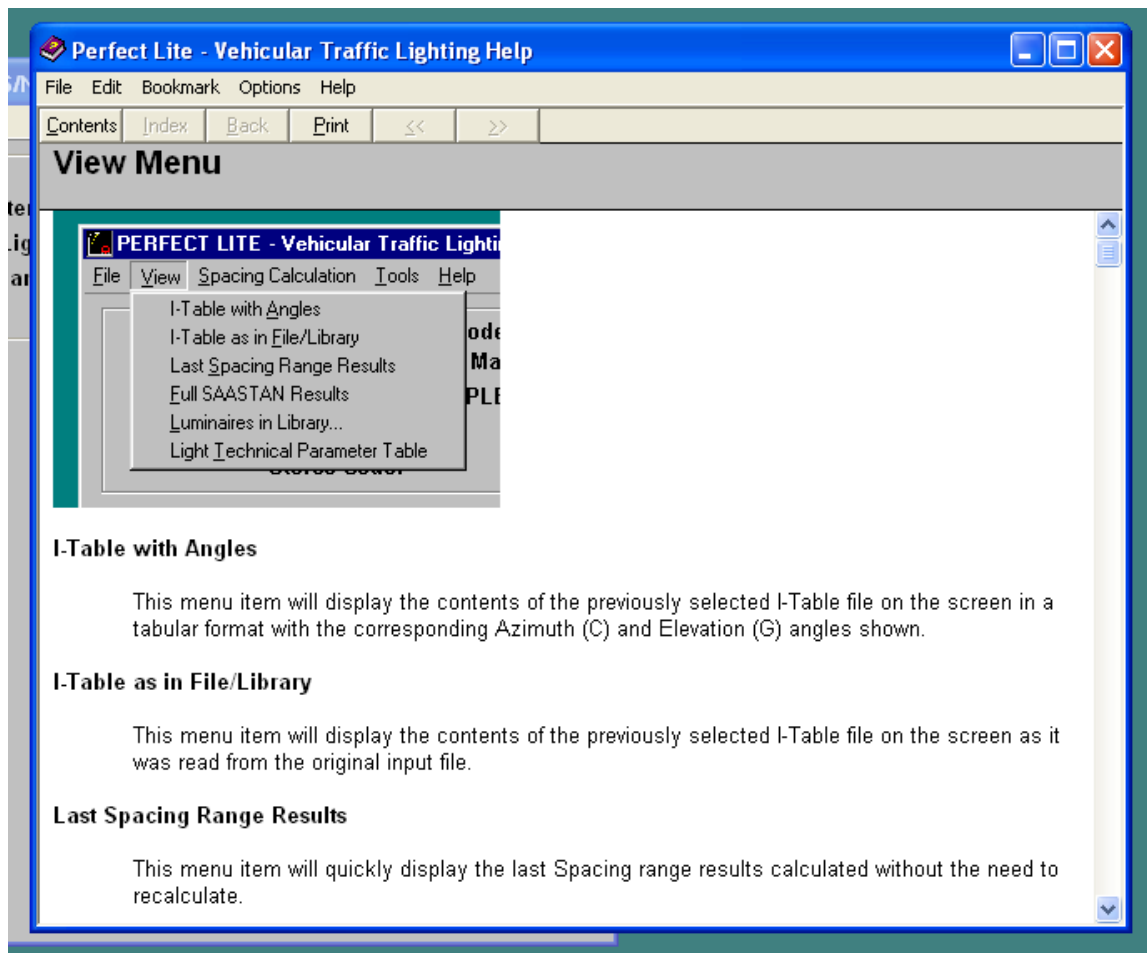 Perfect Lite - Vehicular Traffic Lighting Help
File Edit Bookmark Options Help
Contents Index Back Print << >>
View Menu
PERFECT LITE - Vehicular Traffic
File View Spacing Calculation Tools Help
I-Table with Angles
I-Table as in File/Library
Last Spacing Range Results
Full SAASTAN Results
Luminaires in Library...
Light Technical Parameter Table
I-Table with Angles
This menu item will display the contents of the previously selected I-Table file on the screen in a
tabular format with the corresponding Azimuth (C) and Elevation (G) angles shown.
I-Table as in File/Library
This menu item will display the contents of the previously selected I-Table file on the screen as it
was read from the original input file.
Last Spacing Range Results
This menu item will quickly display the last Spacing range results calculated without the need to
recalculate.